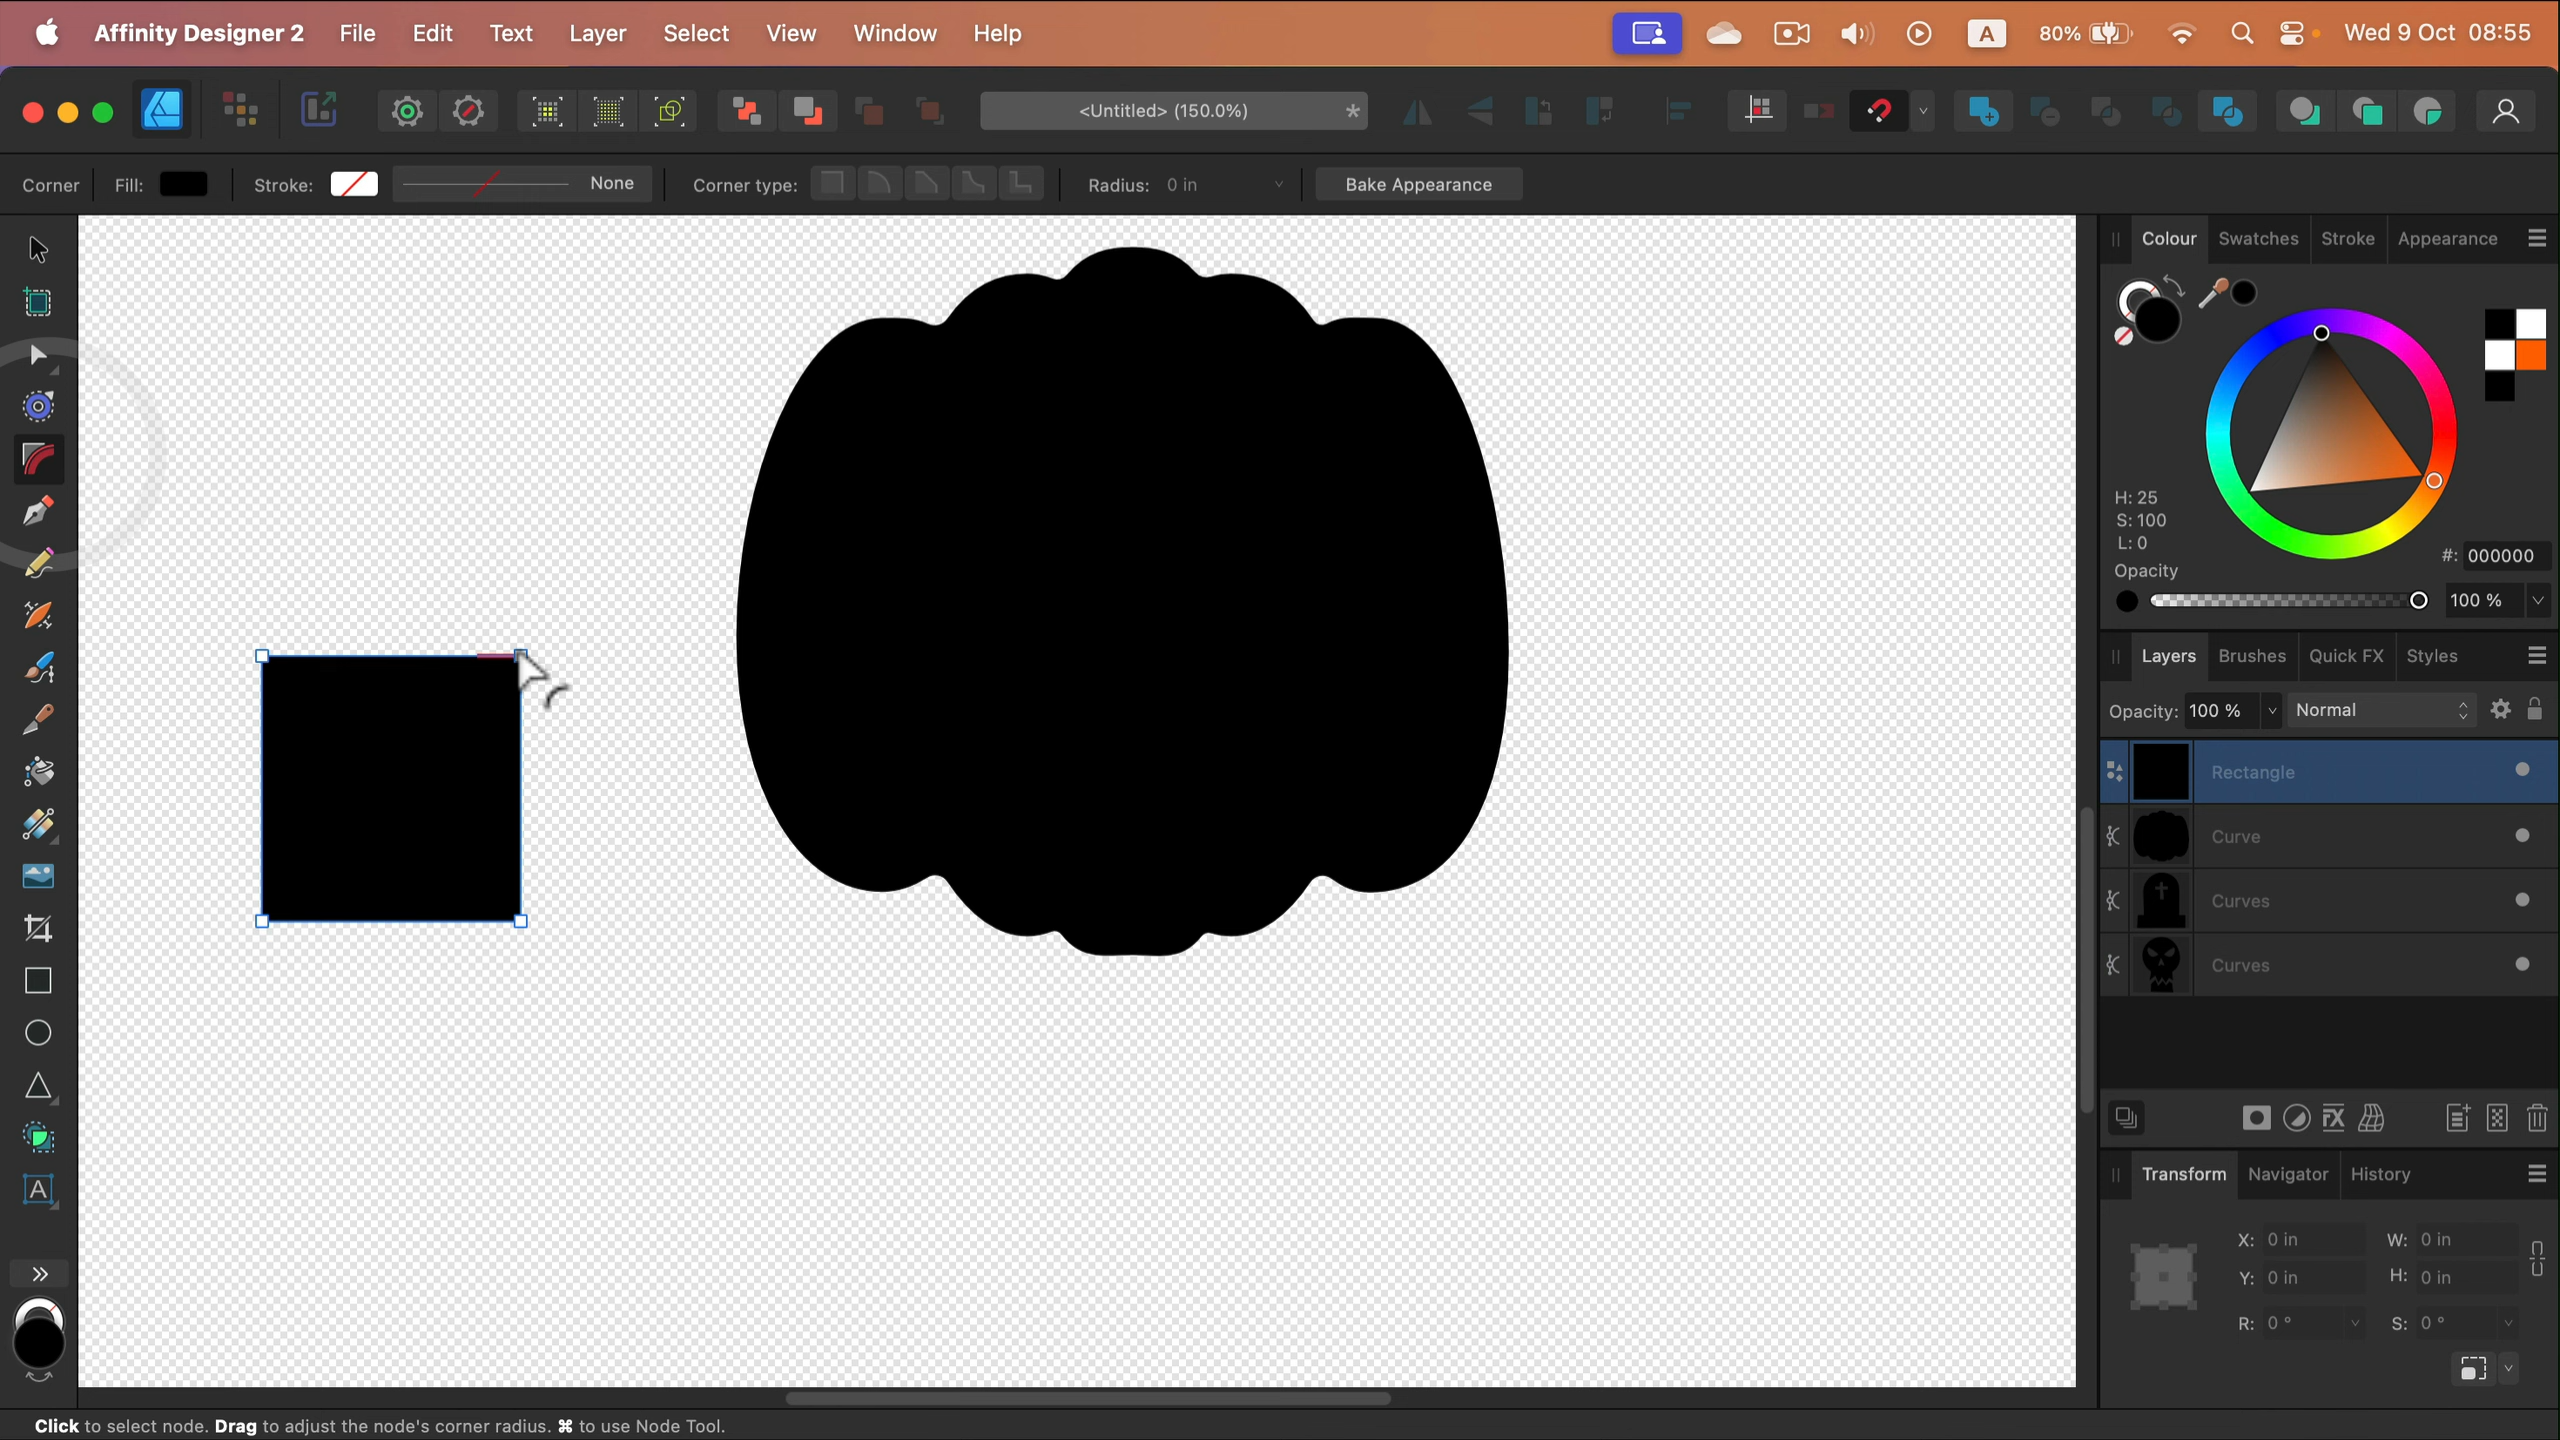 Affinity Designer 2 File Edit Text Layer Select View Window Help A 80% Wed 9 Oct 08:55
<Untitled> (150.0%) *
Corner Fill: Stroke: None Corner type: Radius: 0 in Bake Appearance
Colour Swatches Stroke Appearance
H: 25
S: 100
L: 0
#: 000000
Opacity
100 %
Layers Brushes Quick FX Styles
Opacity: 100 % Normal
Rectangle
Curve
Curves
Curves
FX
A
Transform Navigator History
X: 0 in W: 0 in
Y: 0 in H: 0 in
R: 0 ° S: 0 °
Click to select node. Drag to adjust the node's corner radius. ⌘ to use Node Tool.